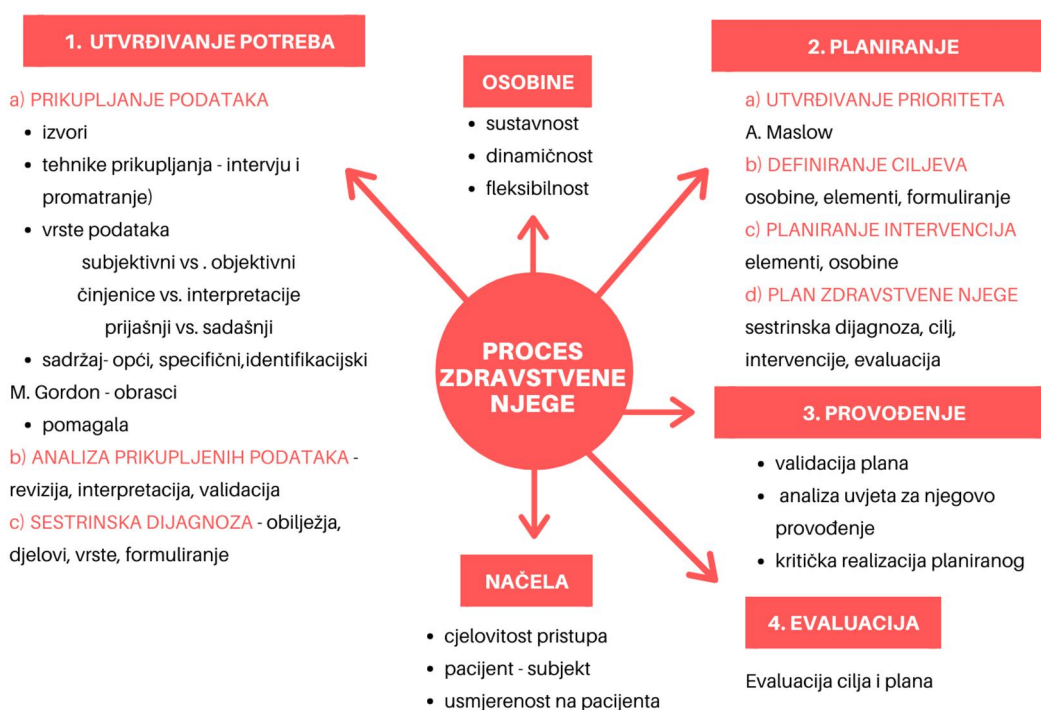 1. UTVRĐIVANJE POTREBA
a) PRIKUPLJANJE PODATAKA
• izvori
• tehnike prikupljanja - intervju i
promatranje)
• vrste podataka
subjektivni vs . objektivni
činjenice vs. interpretacije
prijašnji vs. sadašnji
• sadržaj- opći, specifični,identifikacijski
M. Gordon - obrasci
• pomagala
b) ANALIZA PRIKUPLJENIH PODATAKA -
revizija, interpretacija, validacija
c) SESTRINSKA DIJAGNOZA - obilježja,
djelovi, vrste, formuliranje
OSOBINE
• sustavnost
• dinamičnost
• fleksibilnost
PROCES
ZDRAVSTVENE
NJEGE
NAČELA
• cjelovitost pristupa
• pacijent - subjekt
• usmjerenost na pacijenta
2. PLANIRANJE
a) UTVRĐIVANJE PRIORITETA
A. Maslow
b) DEFINIRANJE CILJEVA
osobine, elementi, formuliranje
c) PLANIRANJE INTERVENCIJA
elementi, osobine
d) PLAN ZDRAVSTVENE NJEGE
sestrinska dijagnoza, cilj,
intervencije, evaluacija
3. PROVOĐENJE
• validacija plana
• analiza uvjeta za njegovo
provođenje
• kritička realizacija planiranog
4. EVALUACIJA
Evaluacija cilja i plana